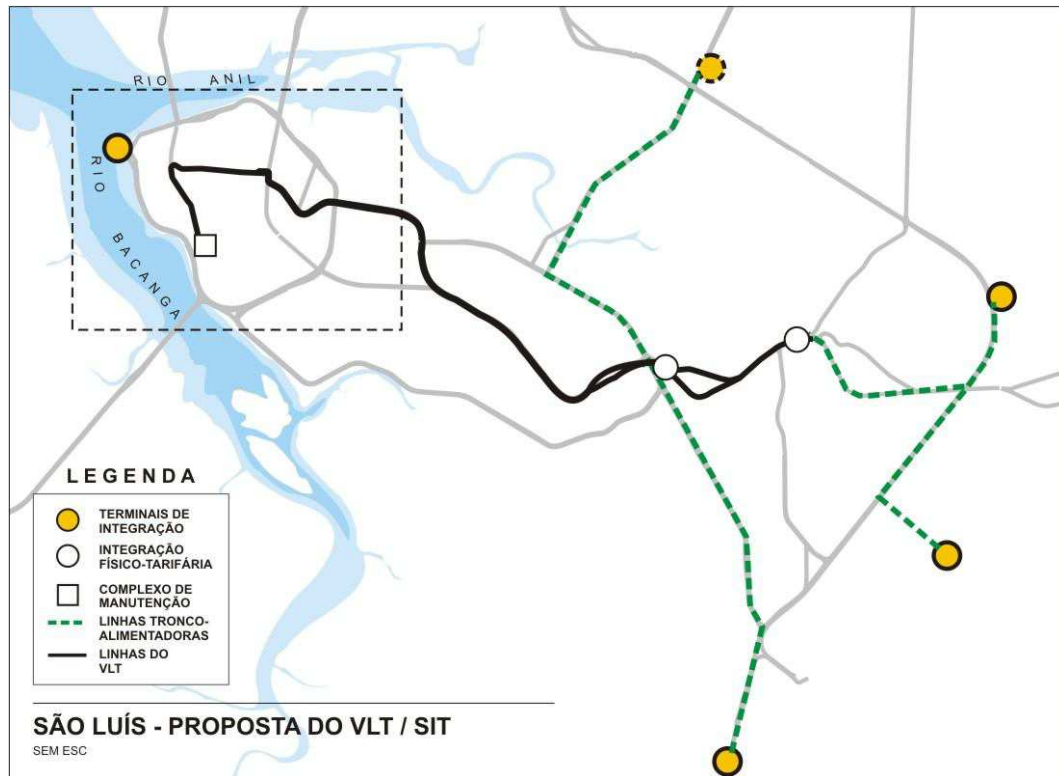 RIO ANIL
RIO BACANGA
LEGENDA
TERMINAIS DE
INTEGRAÇÃO
INTEGRAÇÃO
FÍSICO-TARIFÁRIA
COMPLEXO DE
MANUTENÇÃO
LINHAS TRONCO-
ALIMENTADORAS
LINHAS DO
VLT
SÃO LUÍS - PROPOSTA DO VLT / SIT
SEM ESC